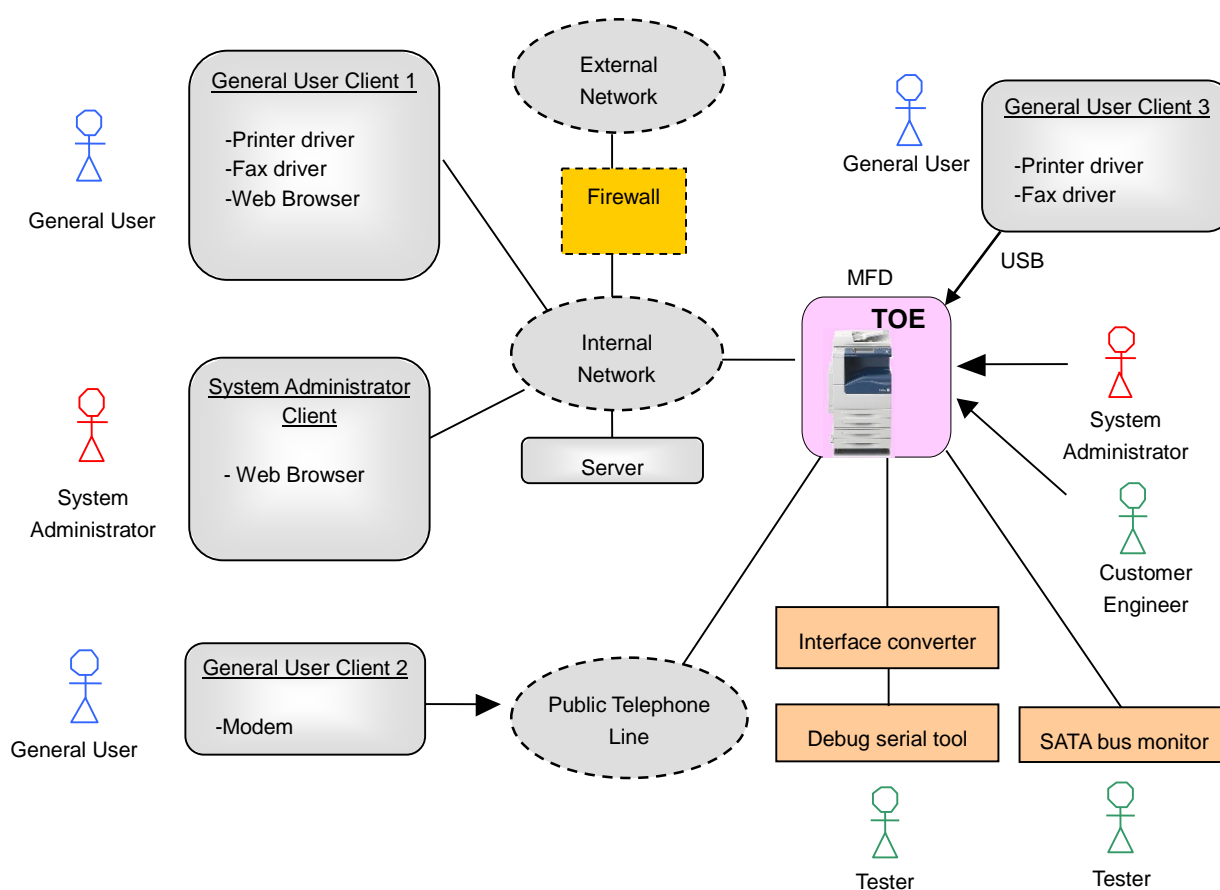 General User Client 1
-Printer driver
-Fax driver
-Web Browser
General User
External
Network
Firewall
General User
General User Client 3
-Printer driver
-Fax driver
USB
MFD
TOE
Internal
Network
Server
System Administrator
Client
- Web Browser
System
Administrator
System
Administrator
Customer
Engineer
General User Client 2
-Modem
General User
Public Telephone
Line
Interface converter
Debug serial tool
SATA bus monitor
Tester
Tester